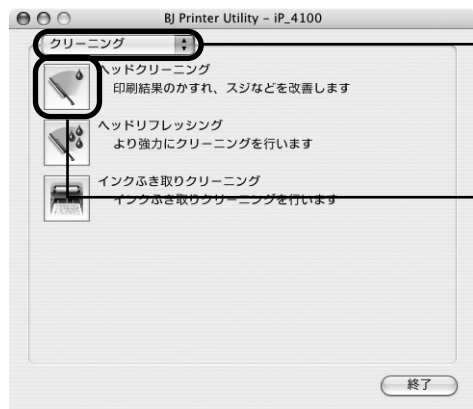 BJ Printer Utility – iP_4100
クリーニング
ヘッドクリーニング
印刷結果のかすれ、スジなどを改善します
ヘッドリフレッシング
より強力にクリーニングを行います
インクふき取りクリーニング
インクふき取りクリーニングを行います
終了